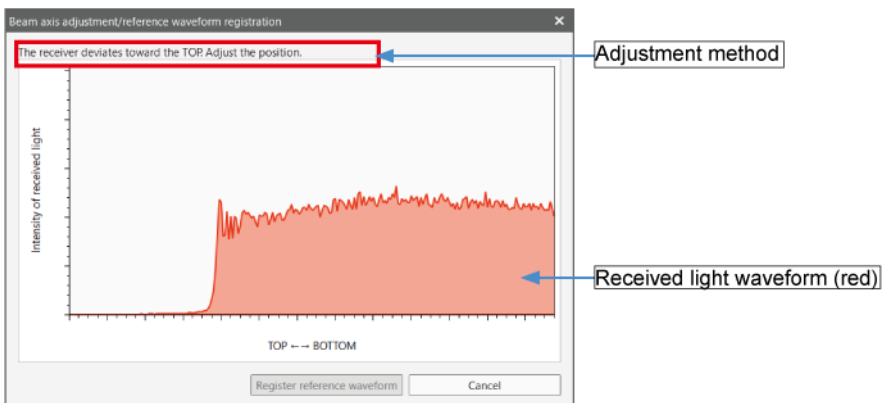 Beam axis adjustment/reference waveform registration
The receiver deviates toward the TOP. Adjust the position.
Adjustment method
Intensity of received light
Received light waveform (red)
TOP ←→ BOTTOM
Register reference waveform
Cancel